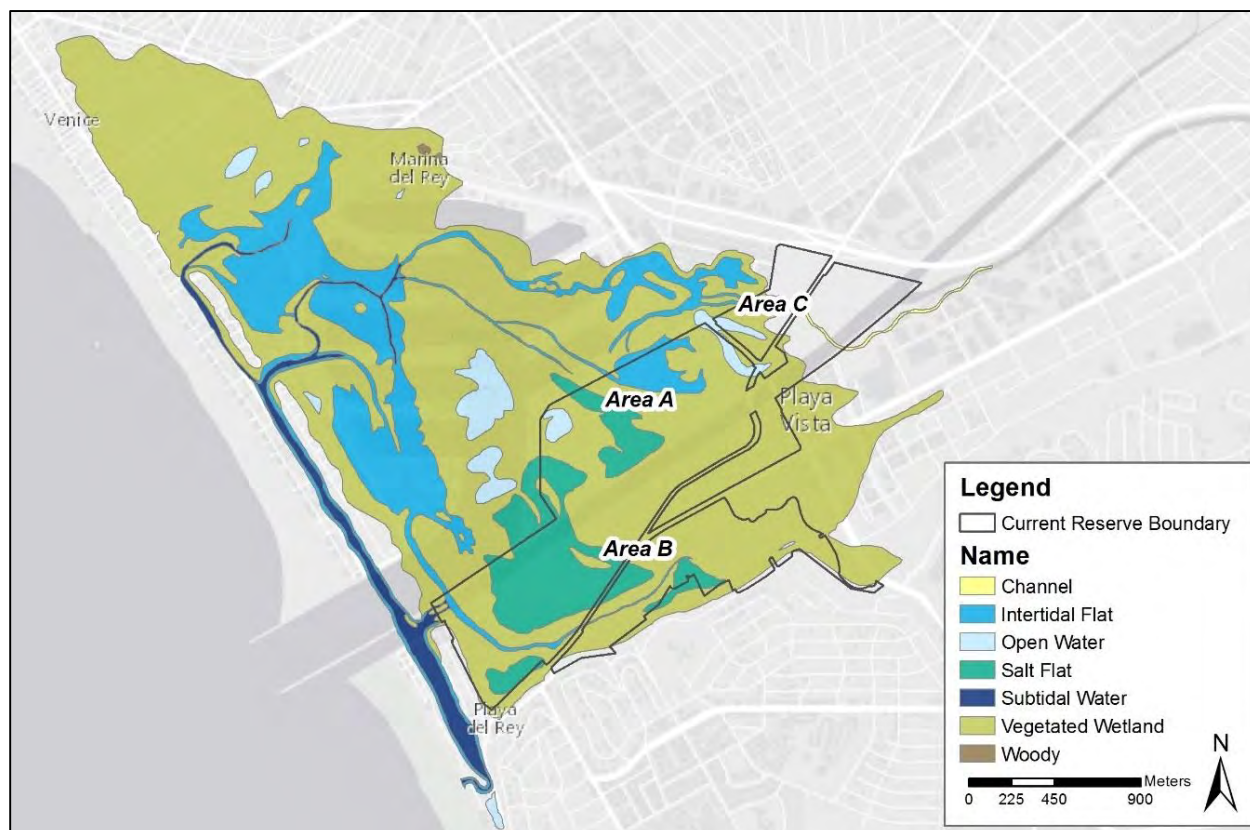 Venice
Marina
del Rey
Area C
Area A
Playa
Vista
Area B
Playa
del Rey
Legend
Current Reserve Boundary
Name
Channel
Intertidal Flat
Open Water
Salt Flat
Subtidal Water
Vegetated Wetland
Woody
N
Meters
0 225 450 900